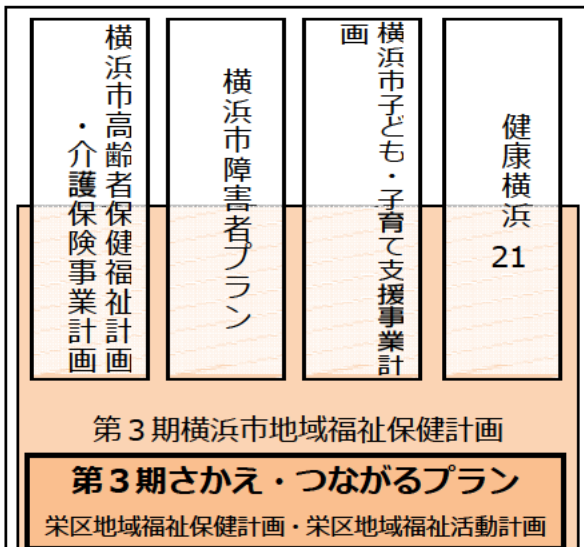 横浜市高齢者保健福祉計画
・介護保険事業計画
横浜市障害者プラン
横浜市子ども・子育て支援事業計
画
健康横浜
21
第３期横浜市地域福祉保健計画
第３期さかえ・つながるプラン
栄区地域福祉保健計画・栄区地域福祉活動計画